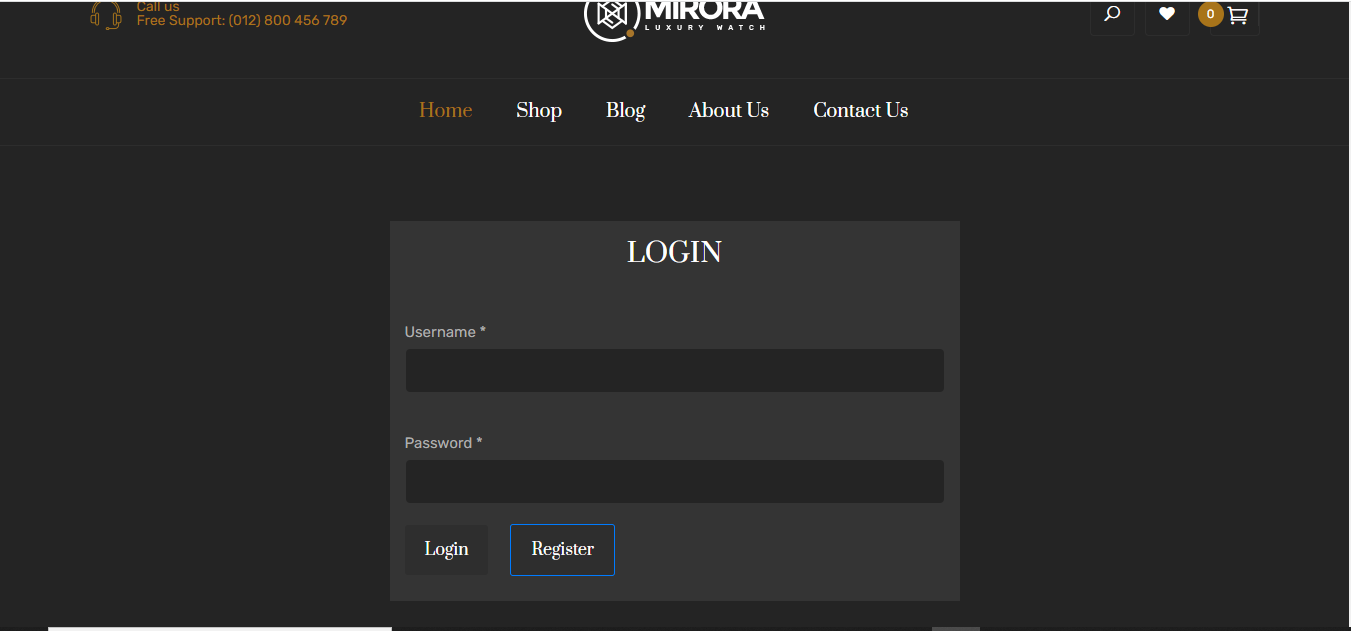 Call us
Free Support: (012) 800 456 789
MIRORA
LUXURY WATCH
0
Home Shop Blog About Us Contact Us
LOGIN
Username *
Password *
Login Register